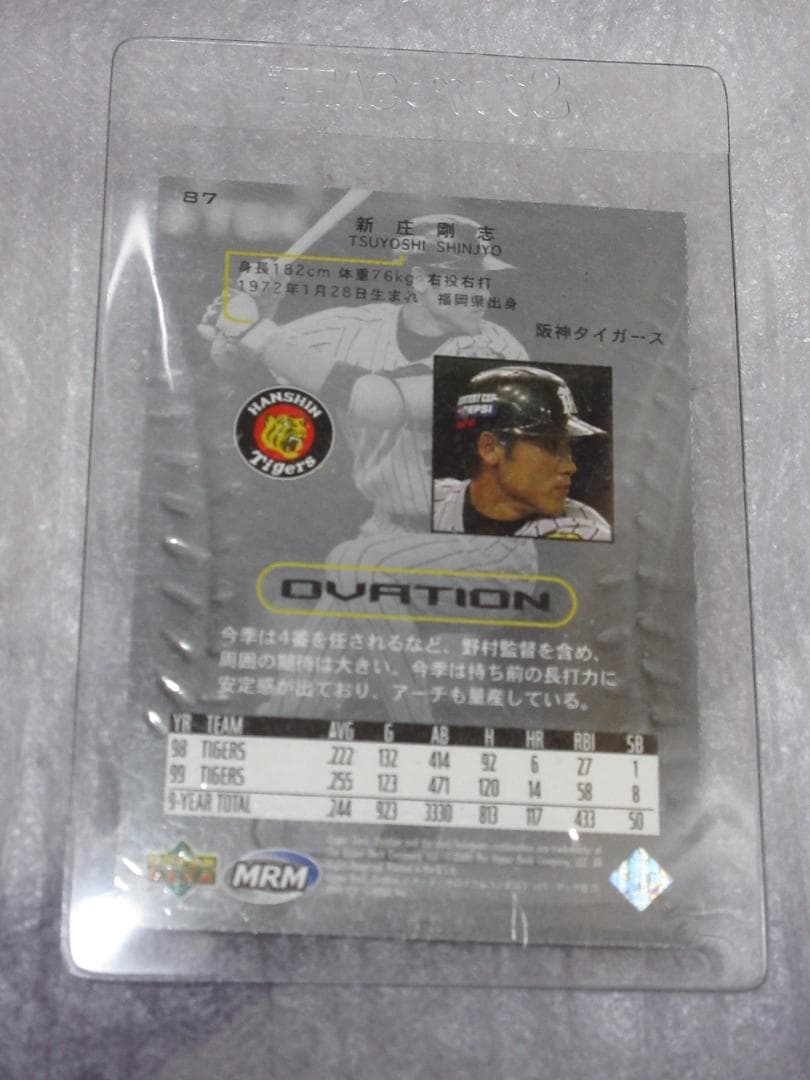 87
新庄剛志
TSUYOSHI SHINJYO
身長182cm 体重76kg 右投右打
1972年1月28日生まれ 福岡県出身
阪神タイガース
HANSHIN
Tigers
PEPSI
OVATION
今季は4番を任されるなど、野村監督を含め、
周囲の期待は大きい。今季は持ち前の長打力に
安定感が出ており、アーチも量産している。
YR TEAM AVG G AB H HR RBI SB
98 TIGERS .222 132 414 92 6 27 1
99 TIGERS .255 123 471 120 14 58 8
9-YEAR TOTAL .244 923 3330 813 117 433 50
MRM